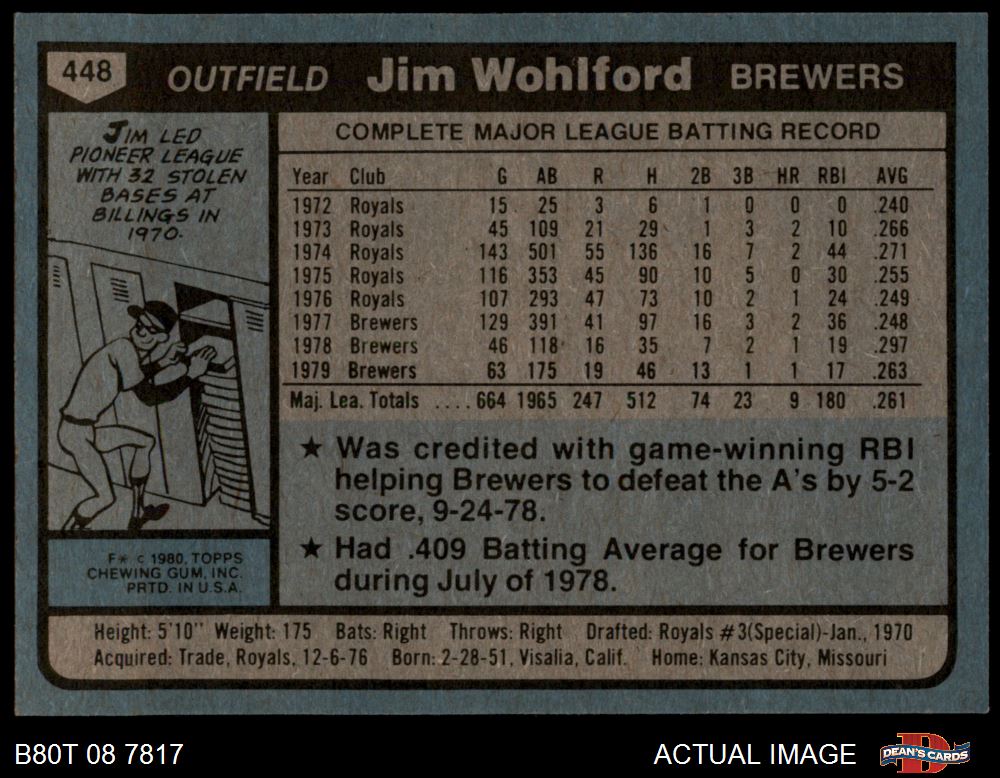 448 OUTFIELD Jim Wohlford BREWERS
JIM LED
PIONEER LEAGUE
WITH 32 STOLEN
BASES AT
BILLINGS IN
1970.
COMPLETE MAJOR LEAGUE BATTING RECORD
Year Club G AB R H 2B 3B HR RBI AVG
1972 Royals 15 25 3 6 1 0 0 0 .240
1973 Royals 45 109 21 29 1 3 2 10 .266
1974 Royals 143 501 55 136 16 7 2 44 .271
1975 Royals 116 353 45 90 10 5 0 30 .255
1976 Royals 107 293 47 73 10 2 1 24 .249
1977 Brewers 129 391 41 97 16 3 2 36 .248
1978 Brewers 46 118 16 35 7 2 1 19 .297
1979 Brewers 63 175 19 46 13 1 1 17 .263
Maj. Lea. Totals ....664 1965 247 512 74 23 9 180 .261
★ Was credited with game-winning RBI
helping Brewers to defeat the A's by 5-2
score, 9-24-78.
★ Had .409 Batting Average for Brewers
during July of 1978.
F✳ © 1980, TOPPS
CHEWING GUM, INC.
PRTD. IN U.S.A.
Height: 5'10" Weight: 175 Bats: Right Throws: Right Drafted: Royals #3(Special)-Jan., 1970
Acquired: Trade, Royals, 12-6-76 Born: 2-28-51, Visalia, Calif. Home: Kansas City, Missouri
B80T 08 7817
ACTUAL IMAGE
D
DEAN'S CARDS